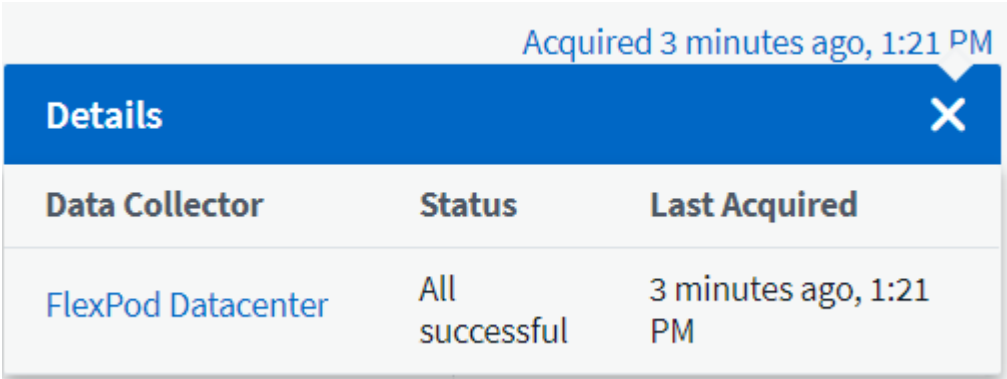 Acquired 3 minutes ago, 1:21 PM
Details
Data Collector Status Last Acquired
FlexPod Datacenter All successful 3 minutes ago, 1:21 PM